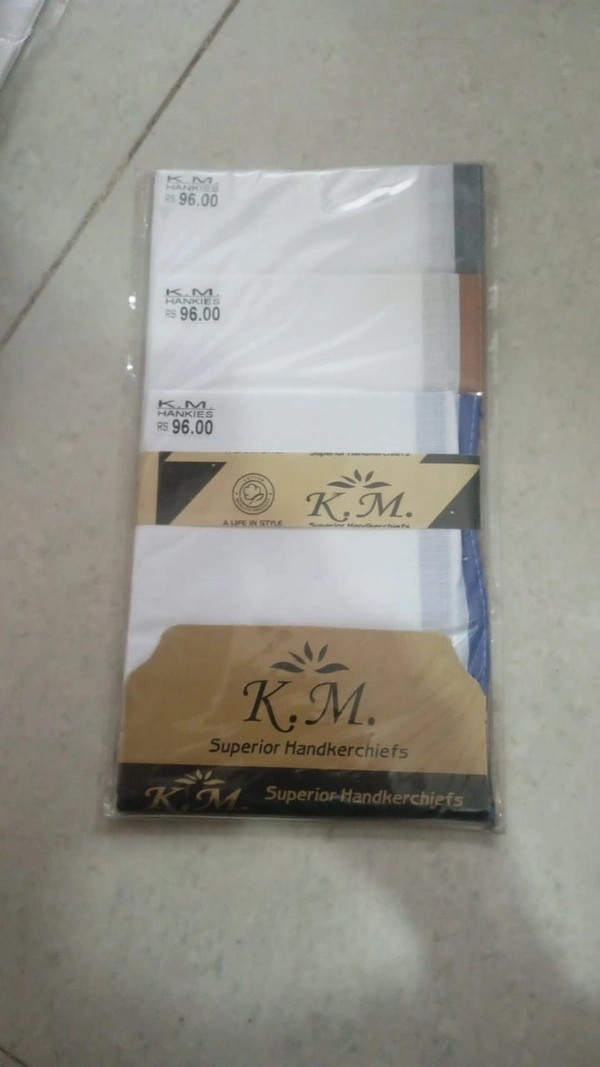 K.M.
HANKIES
RS 96.00
K.M.
HANKIES
RS 96.00
K.M.
HANKIES
RS 96.00
Superior Handkerchiefs
K.M.
A LIFE IN STYLE
Superior Handkerchiefs
K.M.
Superior Handkerchiefs
K.M. Superior Handkerchiefs